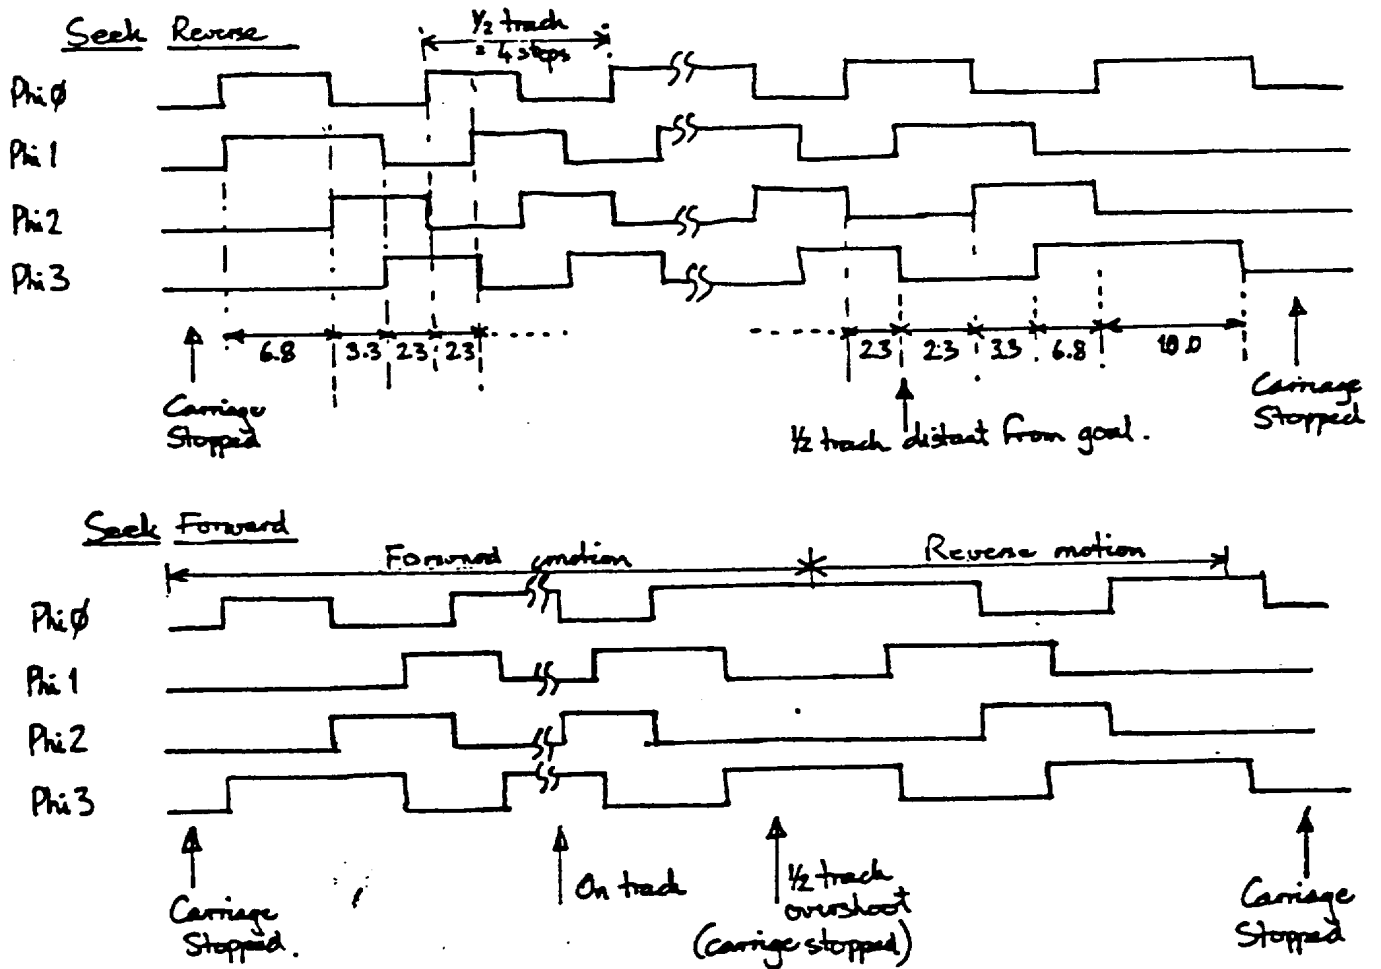 Seek Reverse
½ track
= 4 steps
Phi Ø
Phi 1
Phi 2
Phi 3
6.8 3.3 2.3 2.3 2.3 2.3 3.3 6.8 10.0
Carriage
Stopped
½ track distant from goal.
Carriage
Stopped
Seek Forward
Forward motion Reverse motion
Phi Ø
Phi 1
Phi 2
Phi 3
Carriage
Stopped.
On track
½ track
overshoot
(carrige stopped)
Carriage
Stopped